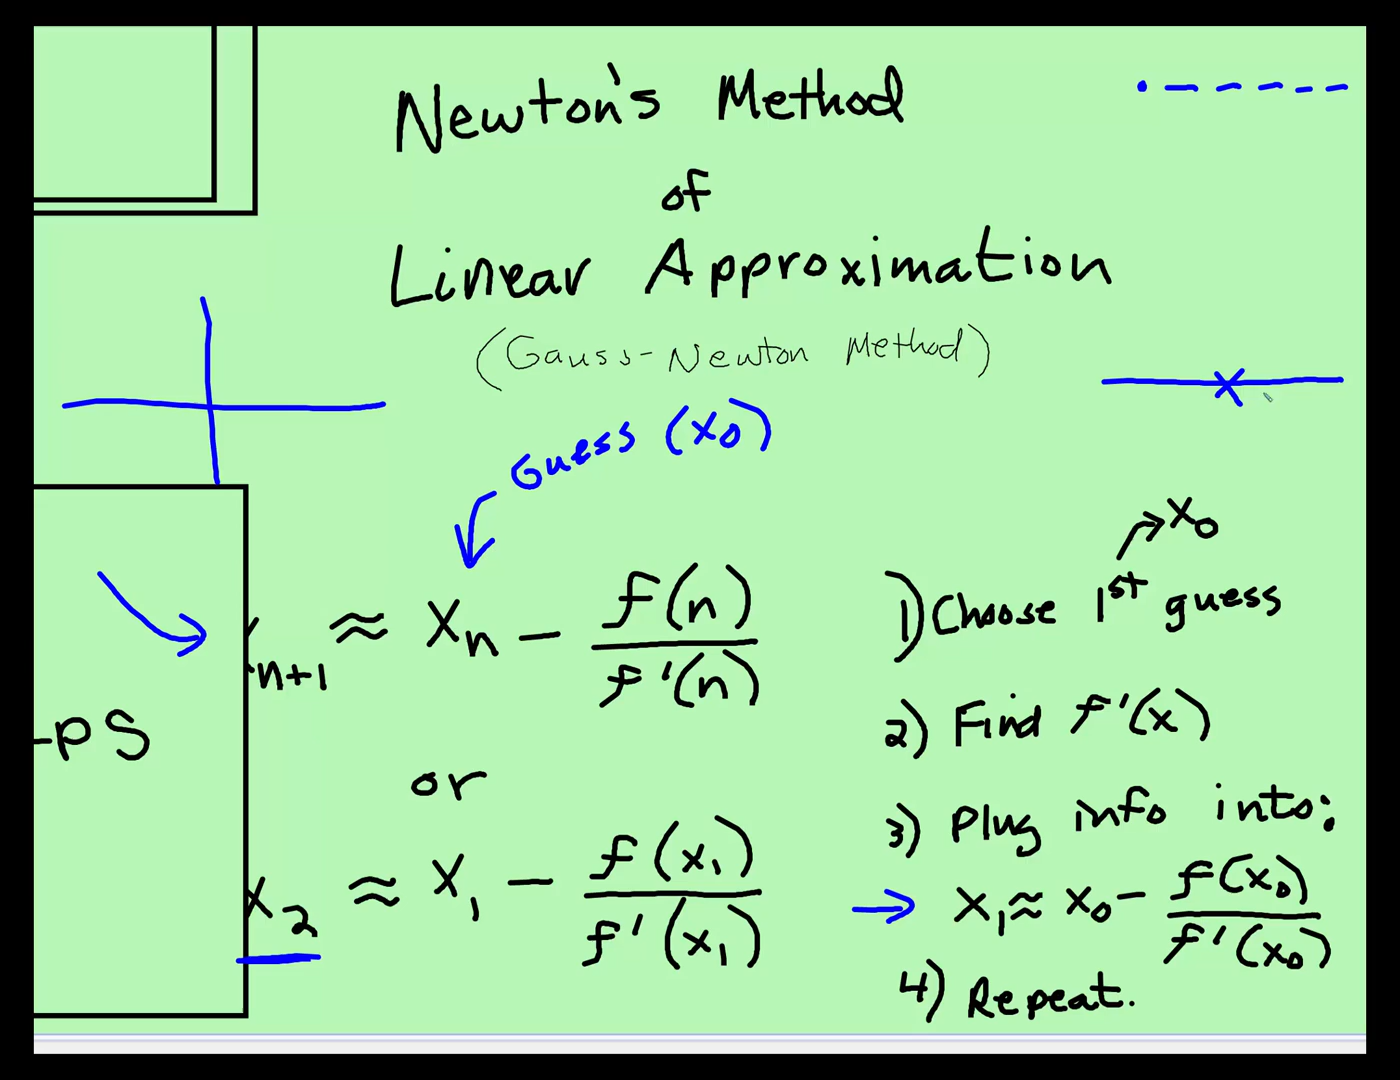 Newton's Method
of
Linear Approximation
(Gauss-Newton Method)
Guess (x₀)
xₙ₊₁ ≈ xₙ - f(n)/f'(n)
or
x₂ ≈ x₁ - f(x₁)/f'(x₁)
-ps
x₀
1) Choose 1st guess
2) Find f'(x)
3) Plug info into:
→ x₁ ≈ x₀ - f(x₀)/f'(x₀)
4) Repeat.